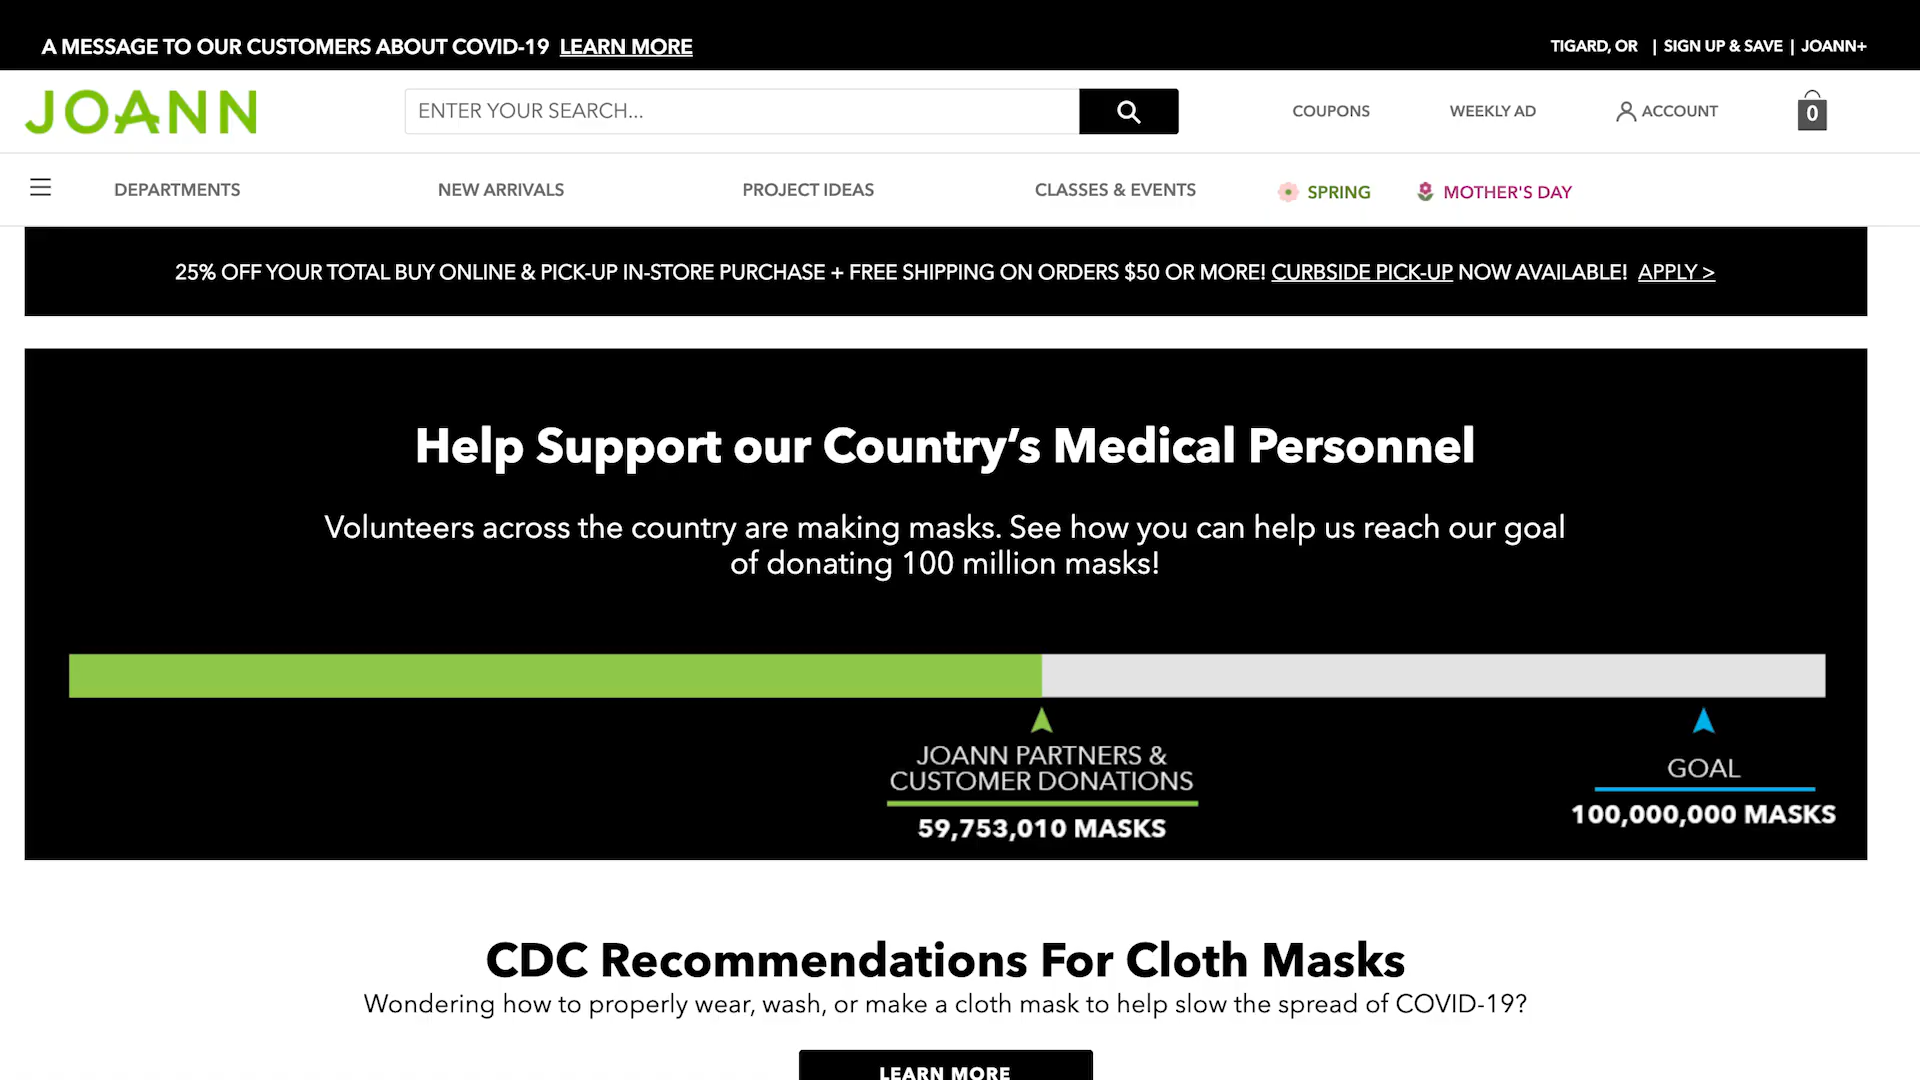 A MESSAGE TO OUR CUSTOMERS ABOUT COVID-19 LEARN MORE
TIGARD, OR | SIGN UP & SAVE | JOANN+
JOANN
ENTER YOUR SEARCH...
COUPONS
WEEKLY AD
ACCOUNT
0
DEPARTMENTS
NEW ARRIVALS
PROJECT IDEAS
CLASSES & EVENTS
SPRING
MOTHER'S DAY
25% OFF YOUR TOTAL BUY ONLINE & PICK-UP IN-STORE PURCHASE + FREE SHIPPING ON ORDERS $50 OR MORE! CURBSIDE PICK-UP NOW AVAILABLE! APPLY >
Help Support our Country’s Medical Personnel
Volunteers across the country are making masks. See how you can help us reach our goal
of donating 100 million masks!
JOANN PARTNERS &
CUSTOMER DONATIONS
59,753,010 MASKS
GOAL
100,000,000 MASKS
CDC Recommendations For Cloth Masks
Wondering how to properly wear, wash, or make a cloth mask to help slow the spread of COVID-19?
LEARN MORE